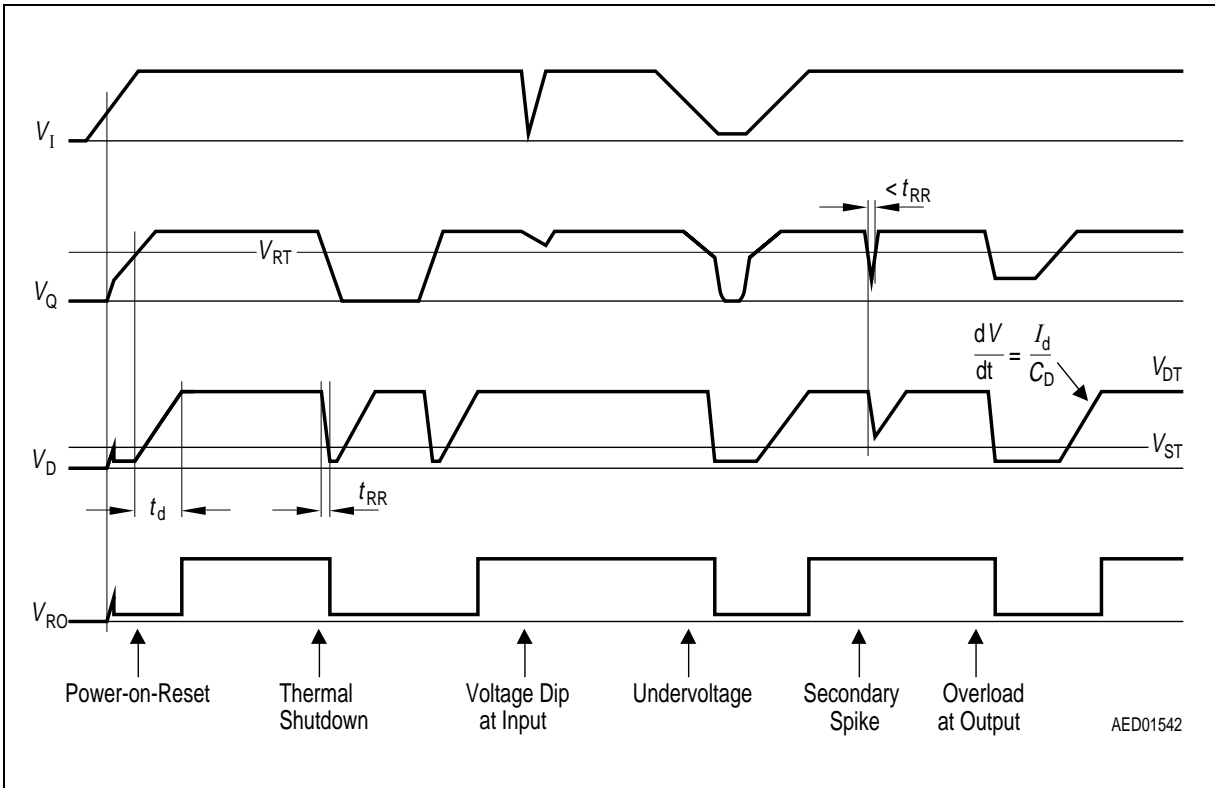 V_I
< t_RR
V_RT
V_Q
dV/dt = I_d/C_D
V_DT
V_ST
V_D
t_d
t_RR
V_RO
Power-on-Reset
Thermal
Shutdown
Voltage Dip
at Input
Undervoltage
Secondary
Spike
Overload
at Output
AED01542